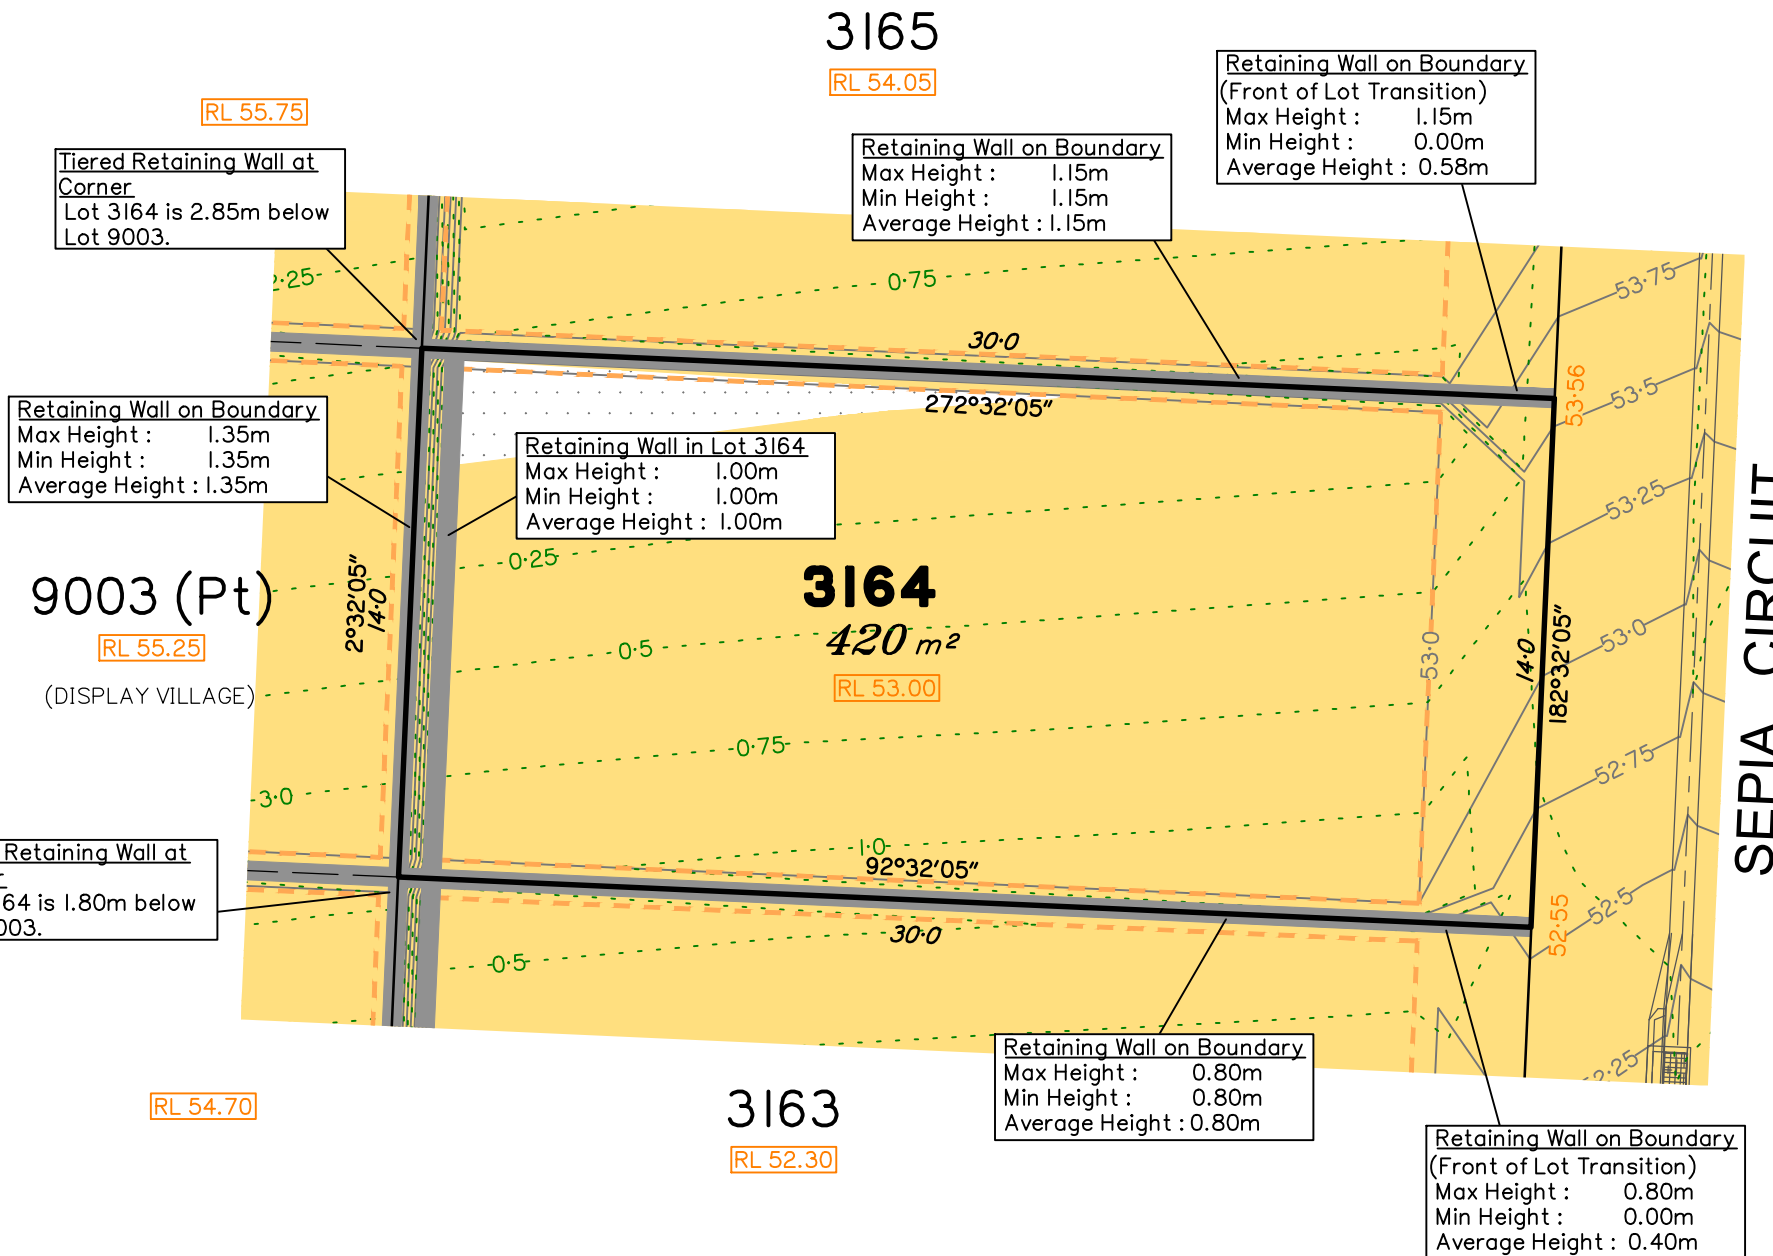 3165
RL 54.05
RL 55.75
Retaining Wall on Boundary
(Front of Lot Transition)
Max Height : 1.15m
Min Height : 0.00m
Average Height : 0.58m
Retaining Wall on Boundary
Max Height : 1.15m
Min Height : 1.15m
Average Height : 1.15m
Tiered Retaining Wall at
Corner
Lot 3164 is 2.85m below
Lot 9003.
2.25
0.75
53.75
30.0
272°32'05"
53.56
53.5
Retaining Wall on Boundary
Max Height : 1.35m
Min Height : 1.35m
Average Height : 1.35m
Retaining Wall in Lot 3164
Max Height : 1.00m
Min Height : 1.00m
Average Height : 1.00m
53.25
0.25
9003 (Pt)
RL 55.25
(DISPLAY VILLAGE)
2°32'05"
14.0
3164
420 m²
RL 53.00
0.5
53.0
14.0
182°32'05"
53.0
SEPIA CIRCUIT
0.75
52.75
3.0
1.0
92°32'05"
Retaining Wall at
64 is 1.80m below
003.
30.0
52.55
52.5
0.5
2.25
Retaining Wall on Boundary
Max Height : 0.80m
Min Height : 0.80m
Average Height : 0.80m
RL 54.70
3163
RL 52.30
Retaining Wall on Boundary
(Front of Lot Transition)
Max Height : 0.80m
Min Height : 0.00m
Average Height : 0.40m